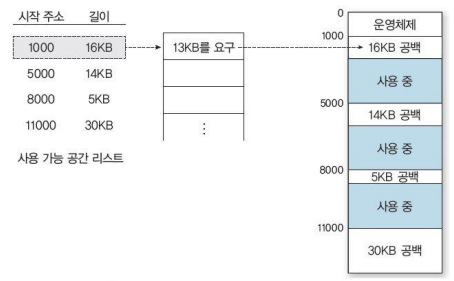 시작 주소 길이
1000 16KB
5000 14KB
8000 5KB
11000 30KB
사용 가능 공간 리스트
13KB를 요구
⋮
0
운영체제
1000
16KB 공백
사용 중
5000
14KB 공백
사용 중
8000
5KB 공백
사용 중
11000
30KB 공백